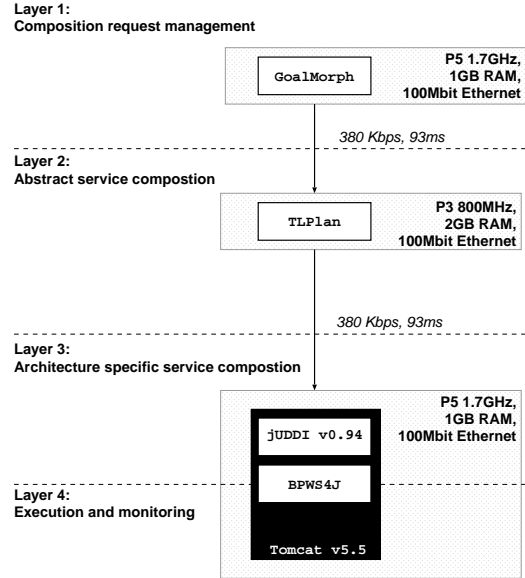 Layer 1:
Composition request management
P5 1.7GHz,
1GB RAM,
100Mbit Ethernet
GoalMorph
380 Kbps, 93ms
Layer 2:
Abstract service compostion
P3 800MHz,
2GB RAM,
100Mbit Ethernet
TLPlan
380 Kbps, 93ms
Layer 3:
Architecture specific service compostion
P5 1.7GHz,
1GB RAM,
100Mbit Ethernet
jUDDI v0.94
BPWS4J
Layer 4:
Execution and monitoring
Tomcat v5.5